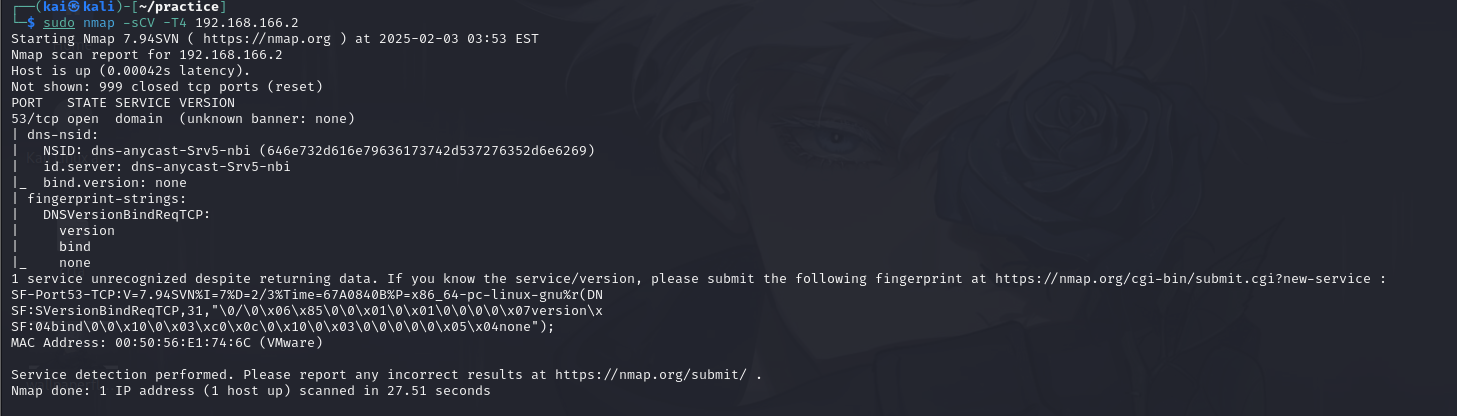 ┌──(kai㉿kali)-[~/practice]
└─$ sudo nmap -sCV -T4 192.168.166.2
Starting Nmap 7.94SVN ( https://nmap.org ) at 2025-02-03 03:53 EST
Nmap scan report for 192.168.166.2
Host is up (0.00042s latency).
Not shown: 999 closed tcp ports (reset)
PORT   STATE SERVICE VERSION
53/tcp open  domain  (unknown banner: none)
| dns-nsid:
|   NSID: dns-anycast-Srv5-nbi (646e732d616e79636173742d537276352d6e6269)
|   id.server: dns-anycast-Srv5-nbi
|_  bind.version: none
| fingerprint-strings:
|   DNSVersionBindReqTCP:
|     version
|     bind
|_    none
1 service unrecognized despite returning data. If you know the service/version, please submit the following fingerprint at https://nmap.org/cgi-bin/submit.cgi?new-service :
SF-Port53-TCP:V=7.94SVN%I=7%D=2/3%Time=67A0840B%P=x86_64-pc-linux-gnu%r(DN
SF:SVersionBindReqTCP,31,"\0/\0\x06\x85\0\0\x01\0\x01\0\0\0\0\x07version\x
SF:04bind\0\0\x10\0\x03\xc0\x0c\0\x10\0\x03\0\0\0\0\0\x05\x04none");
MAC Address: 00:50:56:E1:74:6C (VMware)
Service detection performed. Please report any incorrect results at https://nmap.org/submit/ .
Nmap done: 1 IP address (1 host up) scanned in 27.51 seconds